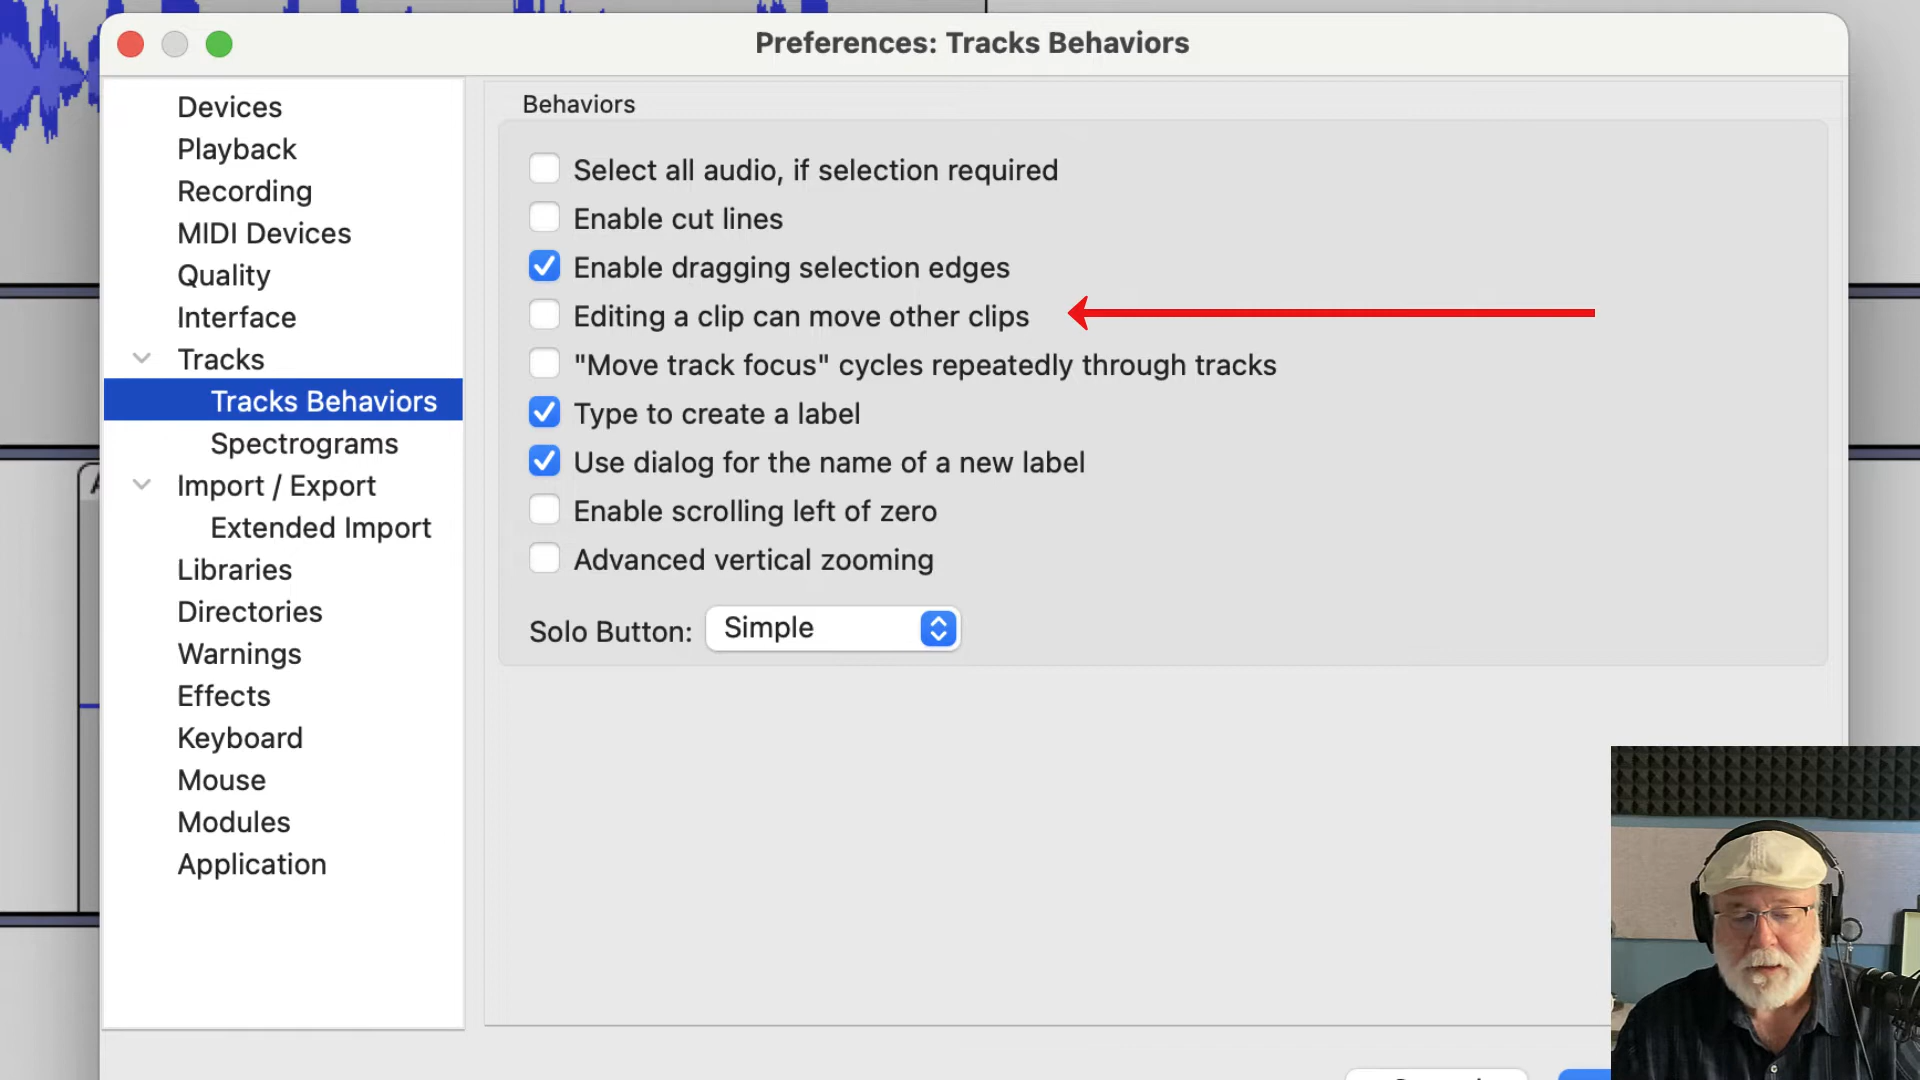 Preferences: Tracks Behaviors
Devices
Playback
Recording
MIDI Devices
Quality
Interface
Tracks
Tracks Behaviors
Spectrograms
Import / Export
Extended Import
Libraries
Directories
Warnings
Effects
Keyboard
Mouse
Modules
Application
Behaviors
Select all audio, if selection required
Enable cut lines
Enable dragging selection edges
Editing a clip can move other clips
"Move track focus" cycles repeatedly through tracks
Type to create a label
Use dialog for the name of a new label
Enable scrolling left of zero
Advanced vertical zooming
Solo Button: Simple